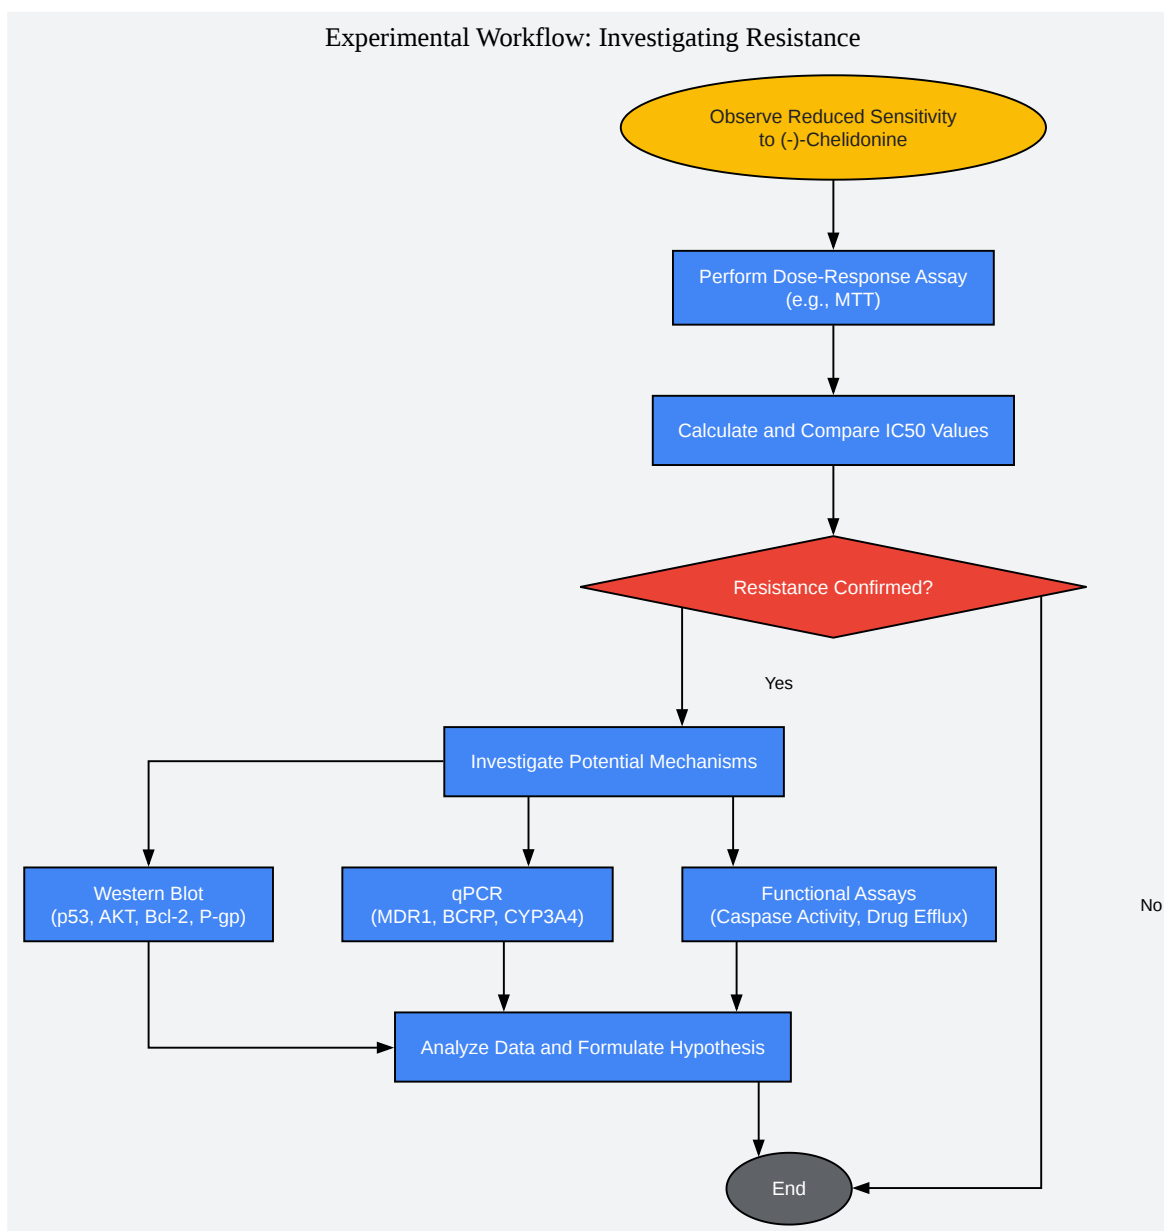 Experimental Workflow: Investigating Resistance
Observe Reduced Sensitivity
to (-)-Chelidonine
Perform Dose-Response Assay
(e.g., MTT)
Calculate and Compare IC50 Values
Resistance Confirmed?
Yes
Investigate Potential Mechanisms
Western Blot
(p53, AKT, Bcl-2, P-gp)
qPCR
(MDR1, BCRP, CYP3A4)
Functional Assays
(Caspase Activity, Drug Efflux)
No
Analyze Data and Formulate Hypothesis
End